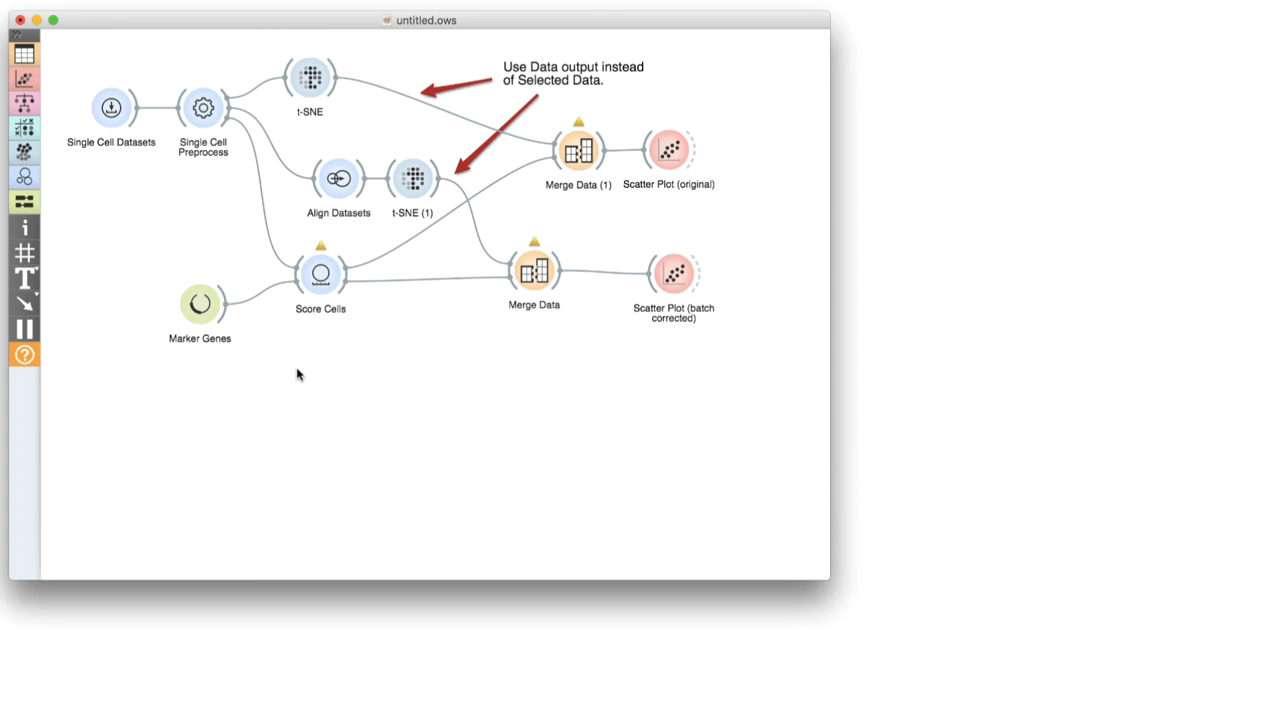 untitled.ows
Use Data output instead
of Selected Data.
t-SNE
Single Cell Datasets
Single Cell
Preprocess
Merge Data (1)
Scatter Plot (original)
Align Datasets
t-SNE (1)
Score Cells
Merge Data
Scatter Plot (batch
corrected)
Marker Genes